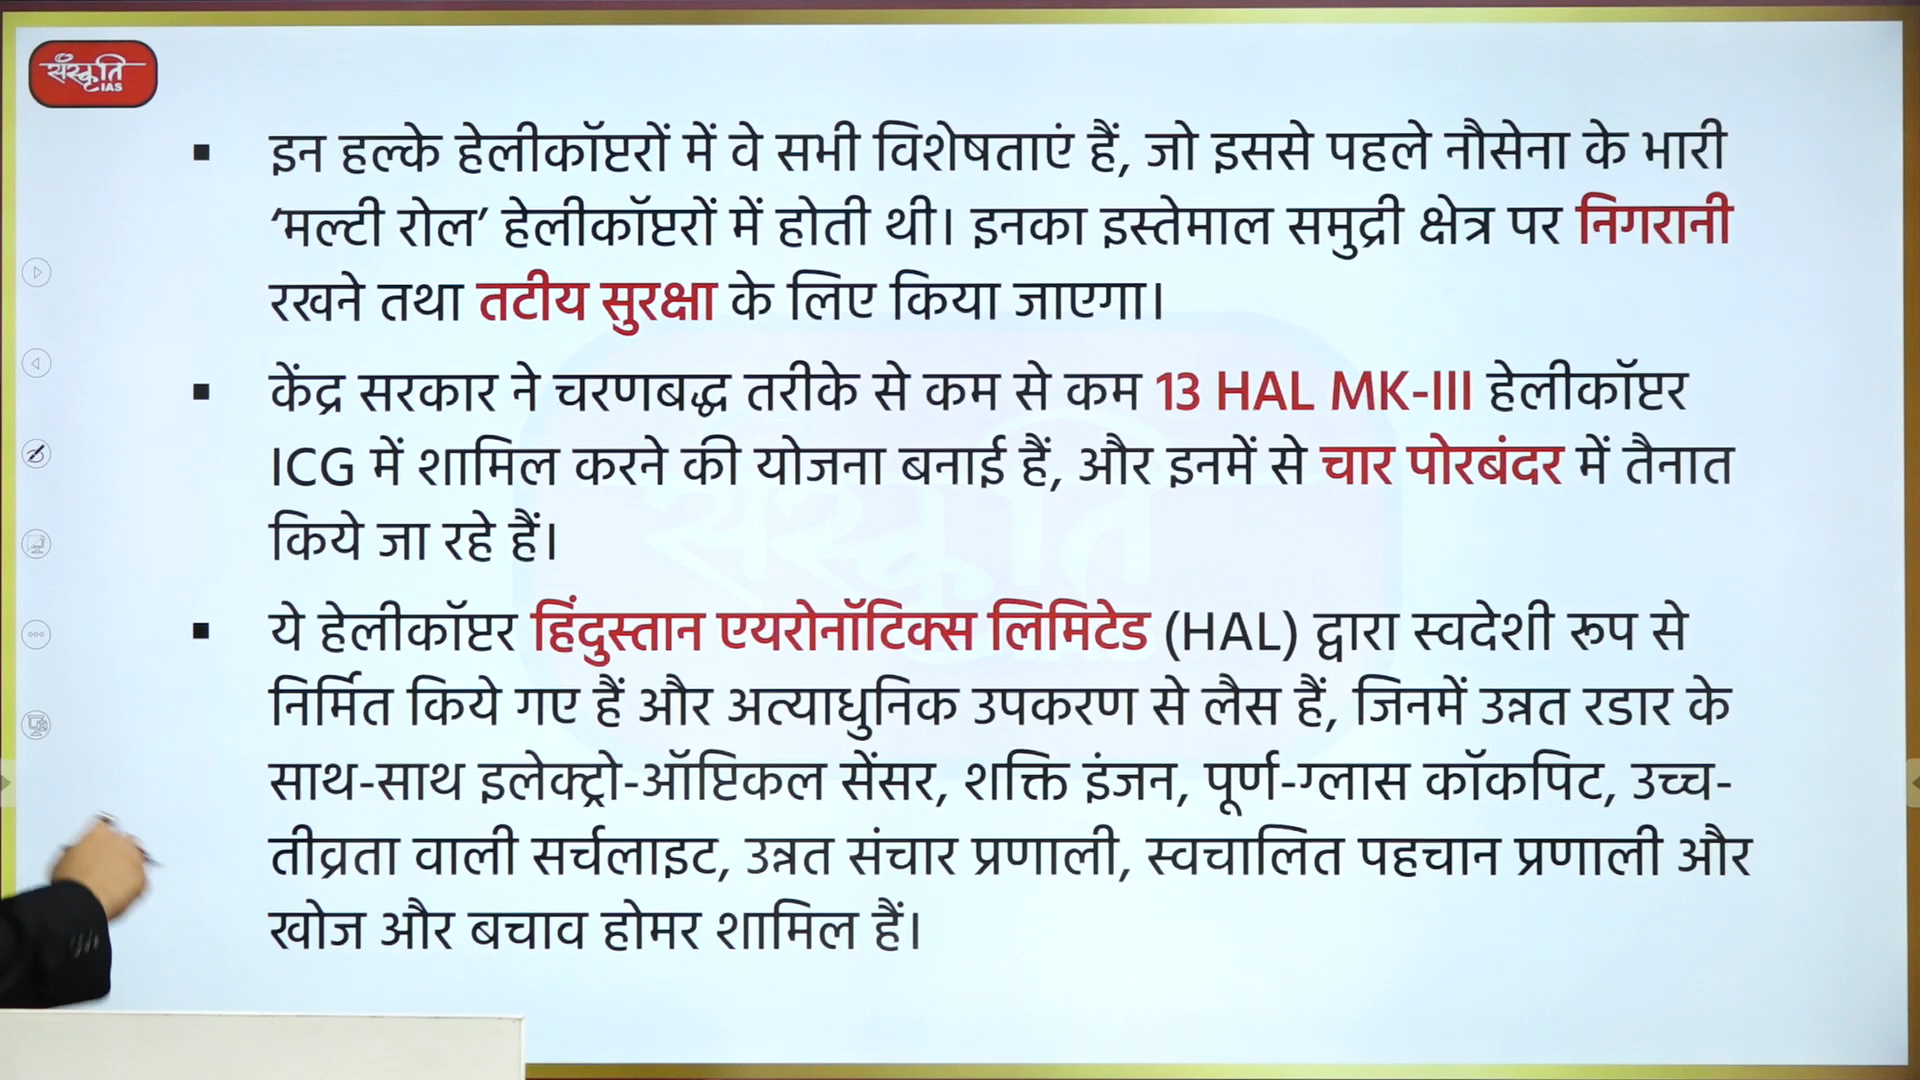 संस्कृति
IAS
▪ इन हल्के हेलीकॉप्टरों में वे सभी विशेषताएं हैं, जो इससे पहले नौसेना के भारी
‘मल्टी रोल’ हेलीकॉप्टरों में होती थी। इनका इस्तेमाल समुद्री क्षेत्र पर निगरानी
रखने तथा तटीय सुरक्षा के लिए किया जाएगा।
▪ केंद्र सरकार ने चरणबद्ध तरीके से कम से कम 13 HAL MK-III हेलीकॉप्टर
ICG में शामिल करने की योजना बनाई हैं, और इनमें से चार पोरबंदर में तैनात
किये जा रहे हैं।
▪ ये हेलीकॉप्टर हिंदुस्तान एयरोनॉटिक्स लिमिटेड (HAL) द्वारा स्वदेशी रूप से
निर्मित किये गए हैं और अत्याधुनिक उपकरण से लैस हैं, जिनमें उन्नत रडार के
साथ-साथ इलेक्ट्रो-ऑप्टिकल सेंसर, शक्ति इंजन, पूर्ण-ग्लास कॉकपिट, उच्च-
तीव्रता वाली सर्चलाइट, उन्नत संचार प्रणाली, स्वचालित पहचान प्रणाली और
खोज और बचाव होमर शामिल हैं।
संस्कृति